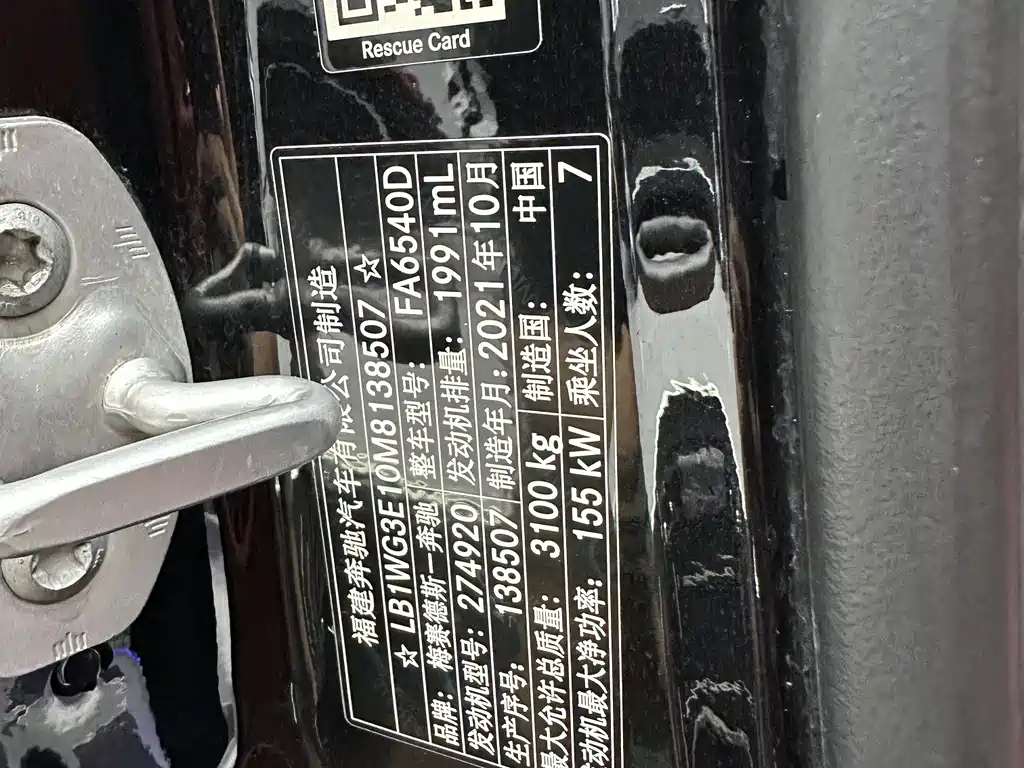 Rescue Card
福建奔驰汽车有限公司制造
☆ LB1WG3E10M8138507 ☆
品牌: 梅赛德斯一奔驰 整车型号: FA6540D
发动机型号: 274920 发动机排量: 1991mL
生产序号: 138507 制造年月: 2021年10月
最大允许总质量: 3100 kg 制造国: 中国
发动机最大净功率: 155 kW 乘坐人数: 7